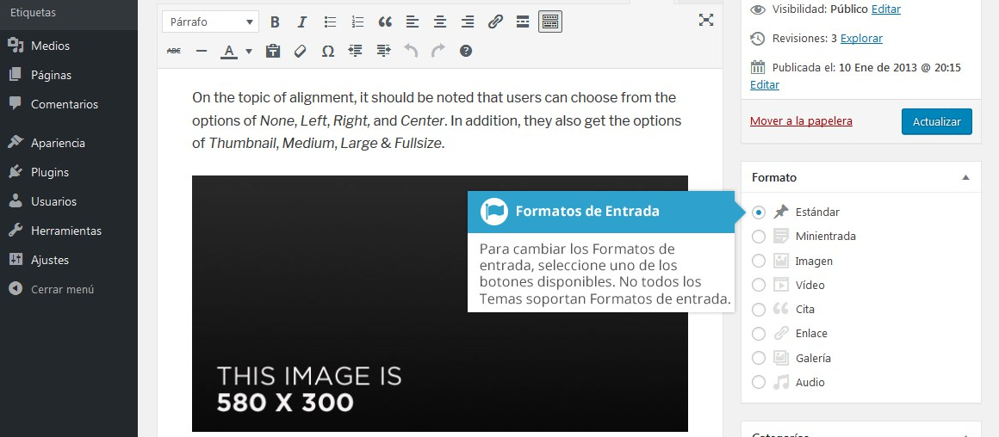 Etiquetas
Medios
Páginas
Comentarios
Apariencia
Plugins
Usuarios
Herramientas
Ajustes
Cerrar menú
Párrafo
B I
ABC A
On the topic of alignment, it should be noted that users can choose from the
options of None, Left, Right, and Center. In addition, they also get the options
of Thumbnail, Medium, Large & Fullsize.
THIS IMAGE IS
580 X 300
Formatos de Entrada
Para cambiar los Formatos de
entrada, seleccione uno de los
botones disponibles. No todos los
Temas soportan Formatos de entrada.
Visibilidad: Público Editar
Revisiones: 3 Explorar
Publicada el: 10 Ene de 2013 @ 20:15
Editar
Mover a la papelera
Actualizar
Formato
Estándar
Minientrada
Imagen
Vídeo
Cita
Enlace
Galería
Audio